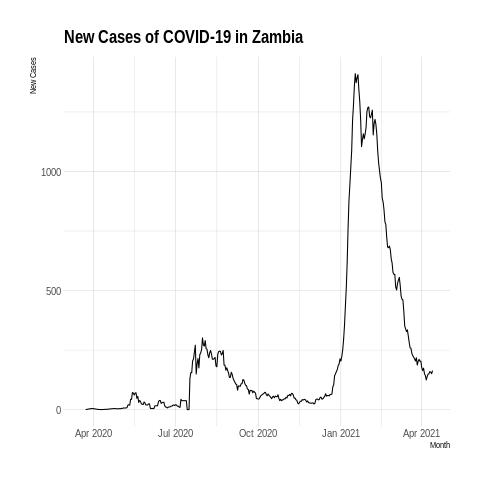 New Cases of COVID-19 in Zambia
New Cases
1000
500
0
Apr 2020 Jul 2020 Oct 2020 Jan 2021 Apr 2021
Month